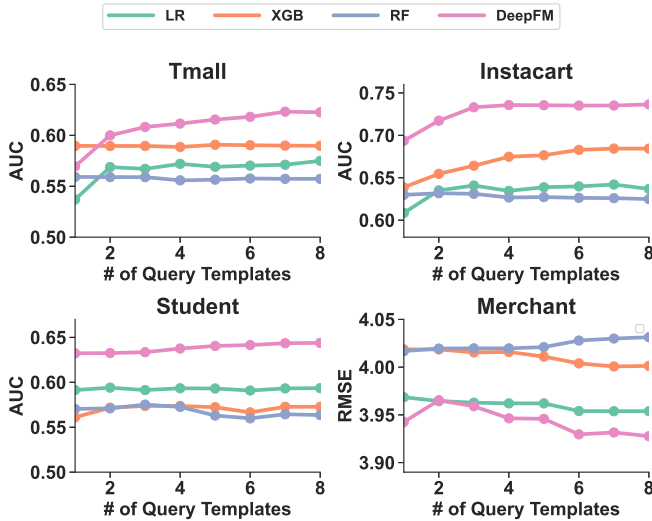 LR XGB RF DeepFM
Tmall
AUC
0.65
0.60
0.55
0.50
2 4 6 8
# of Query Templates
Instacart
AUC
0.75
0.70
0.65
0.60
2 4 6 8
# of Query Templates
Student
AUC
0.65
0.60
0.55
0.50
2 4 6 8
# of Query Templates
Merchant
RMSE
4.05
4.00
3.95
3.90
2 4 6 8
# of Query Templates